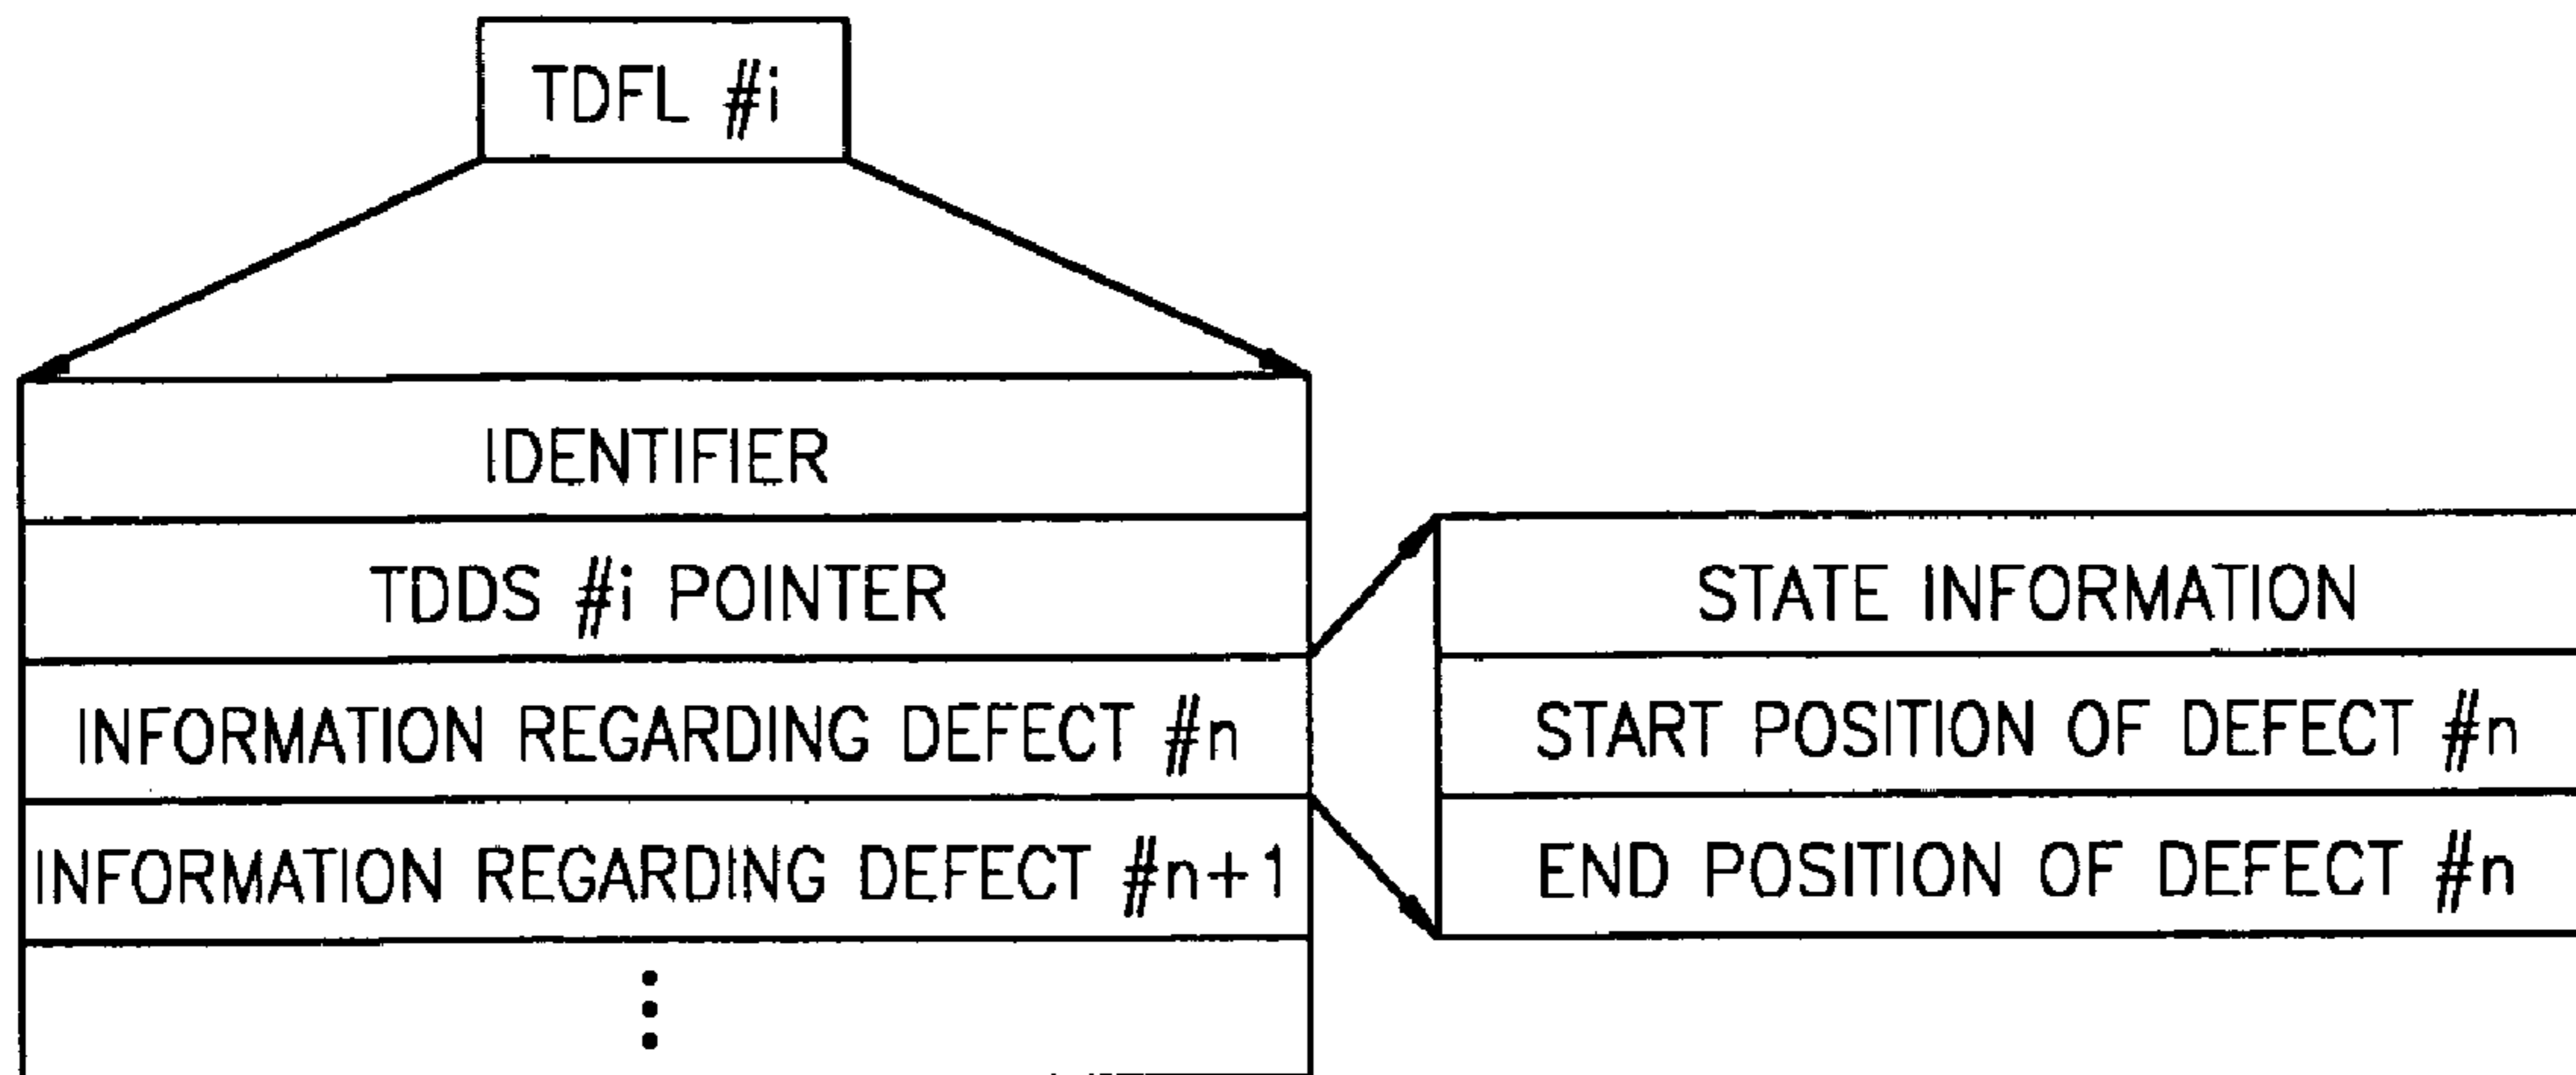 TDFL #i
IDENTIFIER
TDDS #i POINTER
INFORMATION REGARDING DEFECT #n
INFORMATION REGARDING DEFECT #n+1
STATE INFORMATION
START POSITION OF DEFECT #n
END POSITION OF DEFECT #n